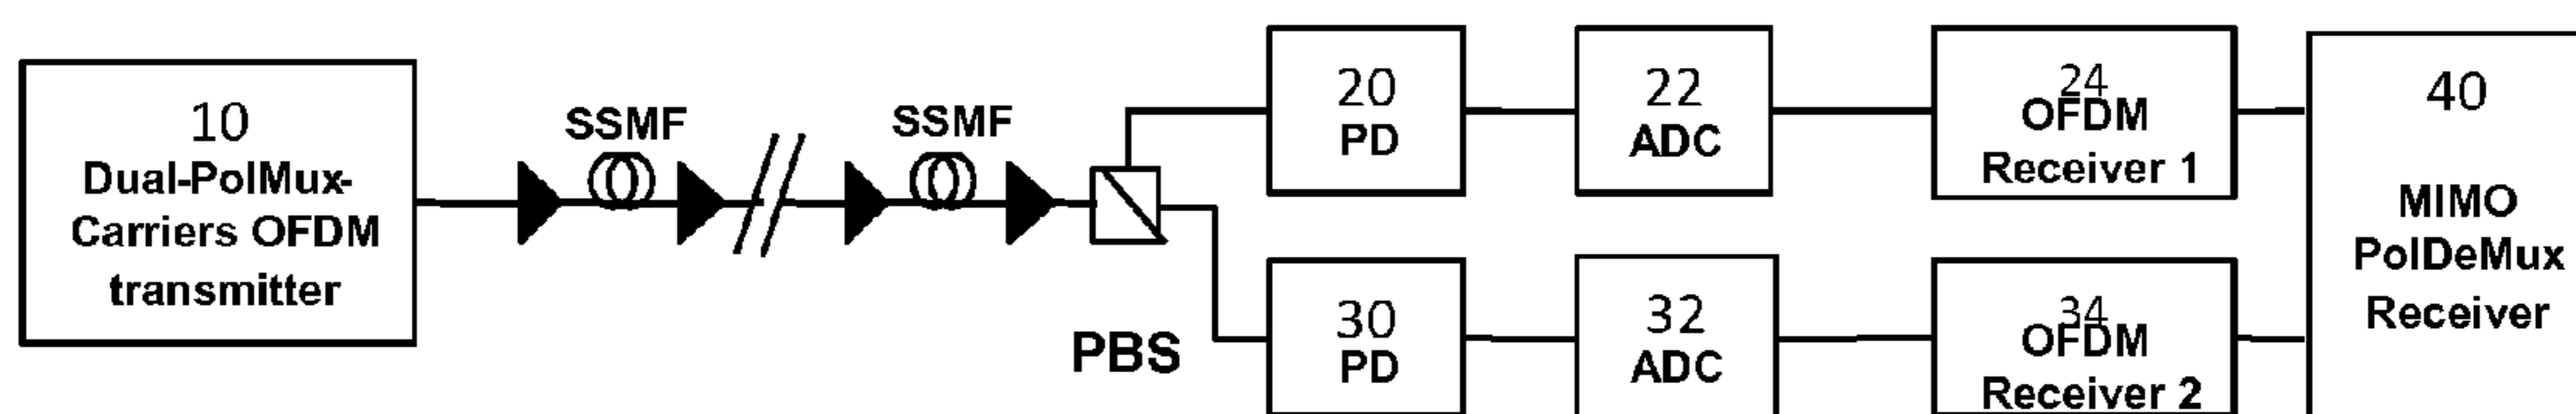 10
Dual-PolMux-
Carriers OFDM
transmitter
SSMF
SSMF
PBS
20
PD
22
ADC
24
OFDM
Receiver 1
30
PD
32
ADC
34
OFDM
Receiver 2
40
MIMO
PolDeMux
Receiver